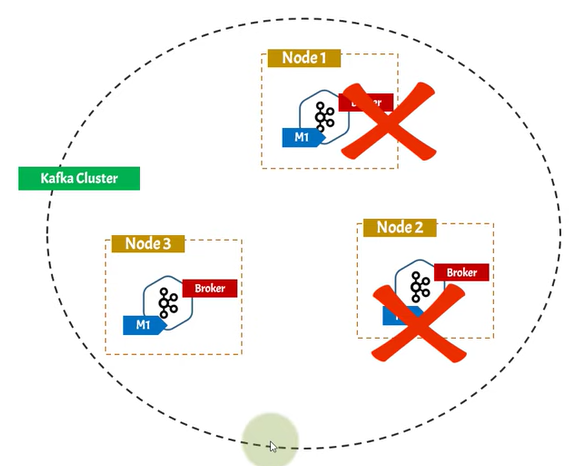 Node 1
M1
Kafka Cluster
Node 2
Broker
Node 3
Broker
M1